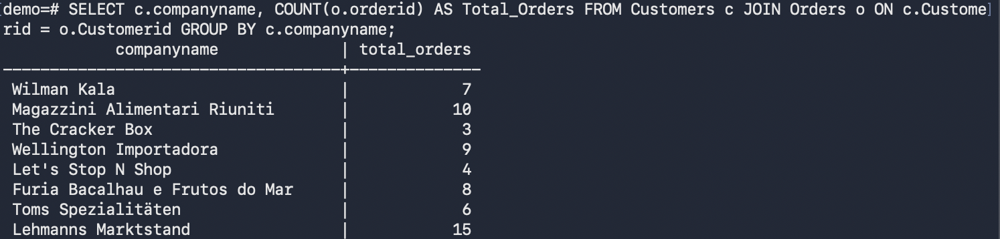 [demo=# SELECT c.companyname, COUNT(o.orderid) AS Total_Orders FROM Customers c JOIN Orders o ON c.Custome]
rid = o.Customerid GROUP BY c.companyname;
companyname | total_orders
------------------------------------+--------------
Wilman Kala | 7
Magazzini Alimentari Riuniti | 10
The Cracker Box | 3
Wellington Importadora | 9
Let's Stop N Shop | 4
Furia Bacalhau e Frutos do Mar | 8
Toms Spezialitäten | 6
Lehmanns Marktstand | 15